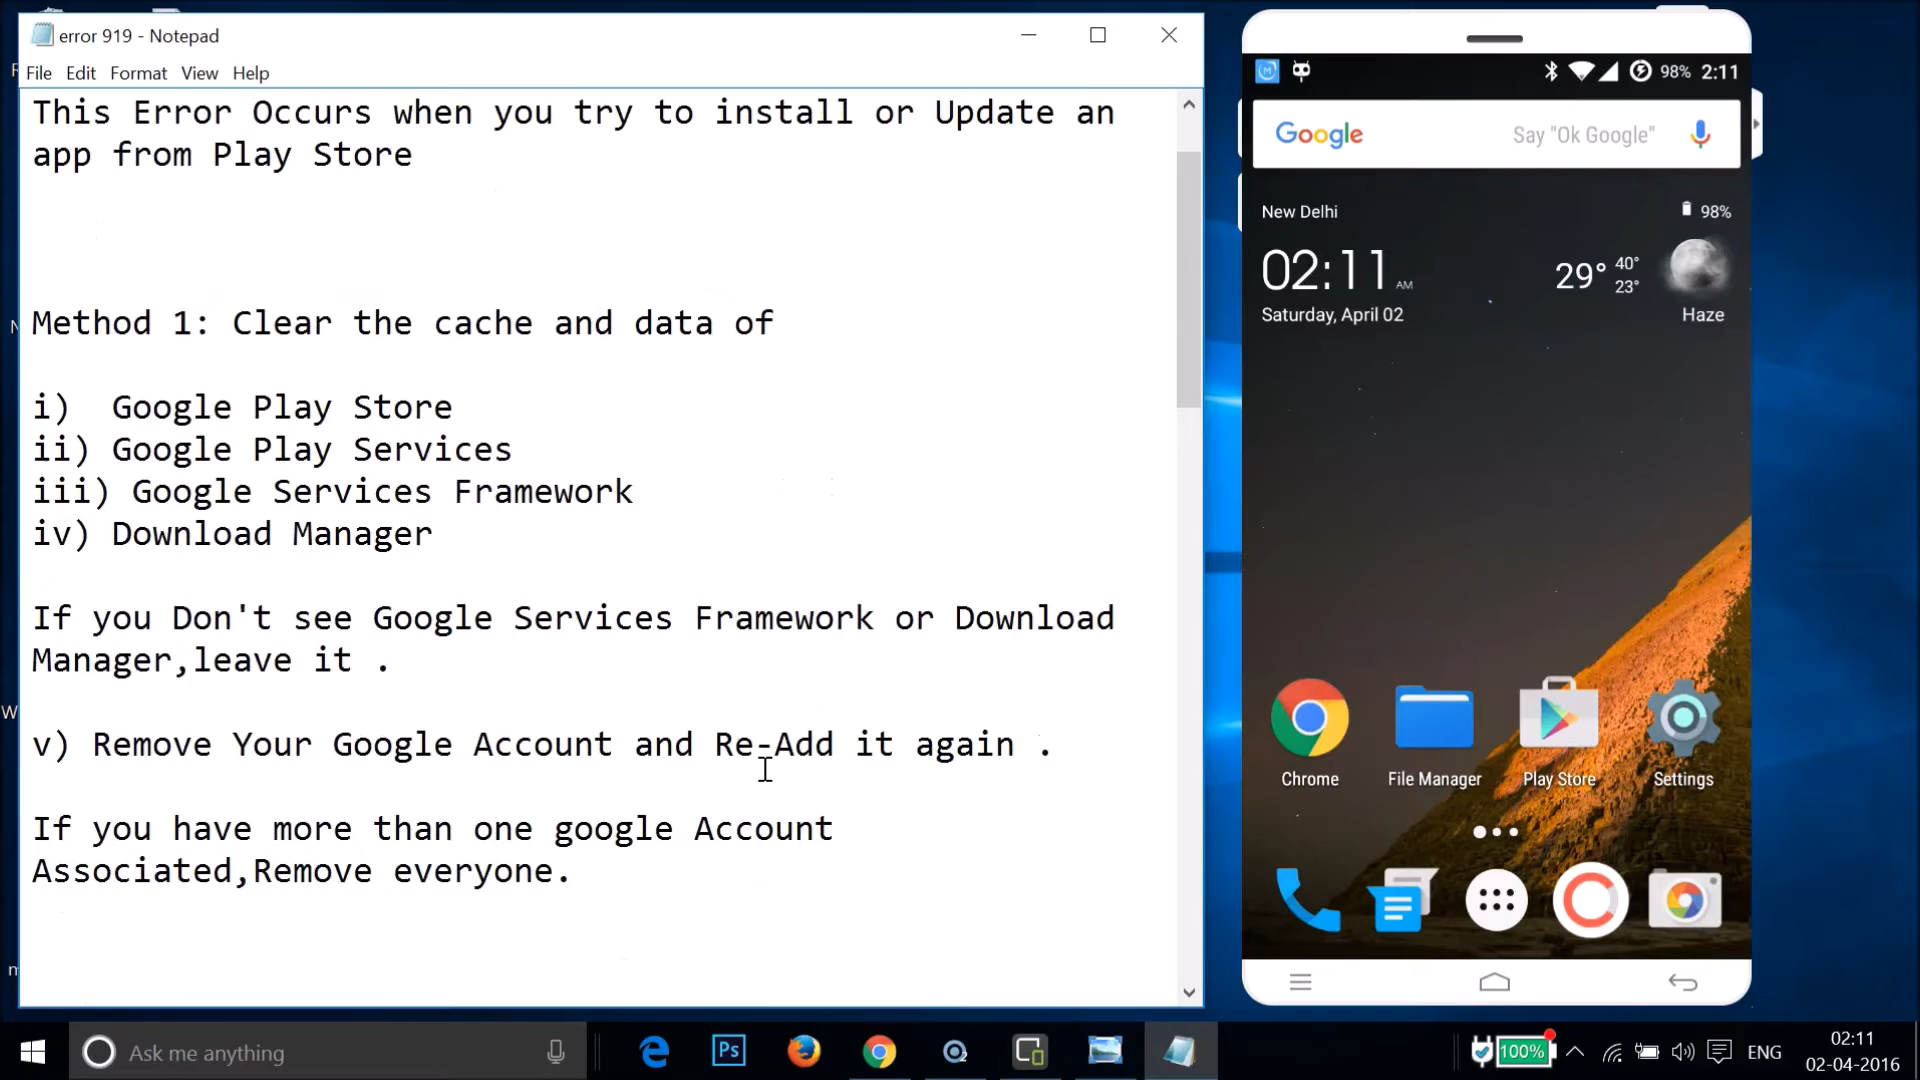 error 919 - Notepad
File Edit Format View Help
This Error Occurs when you try to install or Update an
app from Play Store
Method 1: Clear the cache and data of
i) Google Play Store
ii) Google Play Services
iii) Google Services Framework
iv) Download Manager
If you Don't see Google Services Framework or Download
Manager,leave it .
v) Remove Your Google Account and Re-Add it again .
If you have more than one google Account
Associated,Remove everyone.
98% 2:11
Google Say "Ok Google"
New Delhi 98%
02:11 AM 29° 40° 23°
Saturday, April 02 Haze
Chrome File Manager Play Store Settings
Ask me anything
Ps
100%
ENG
02:11
02-04-2016